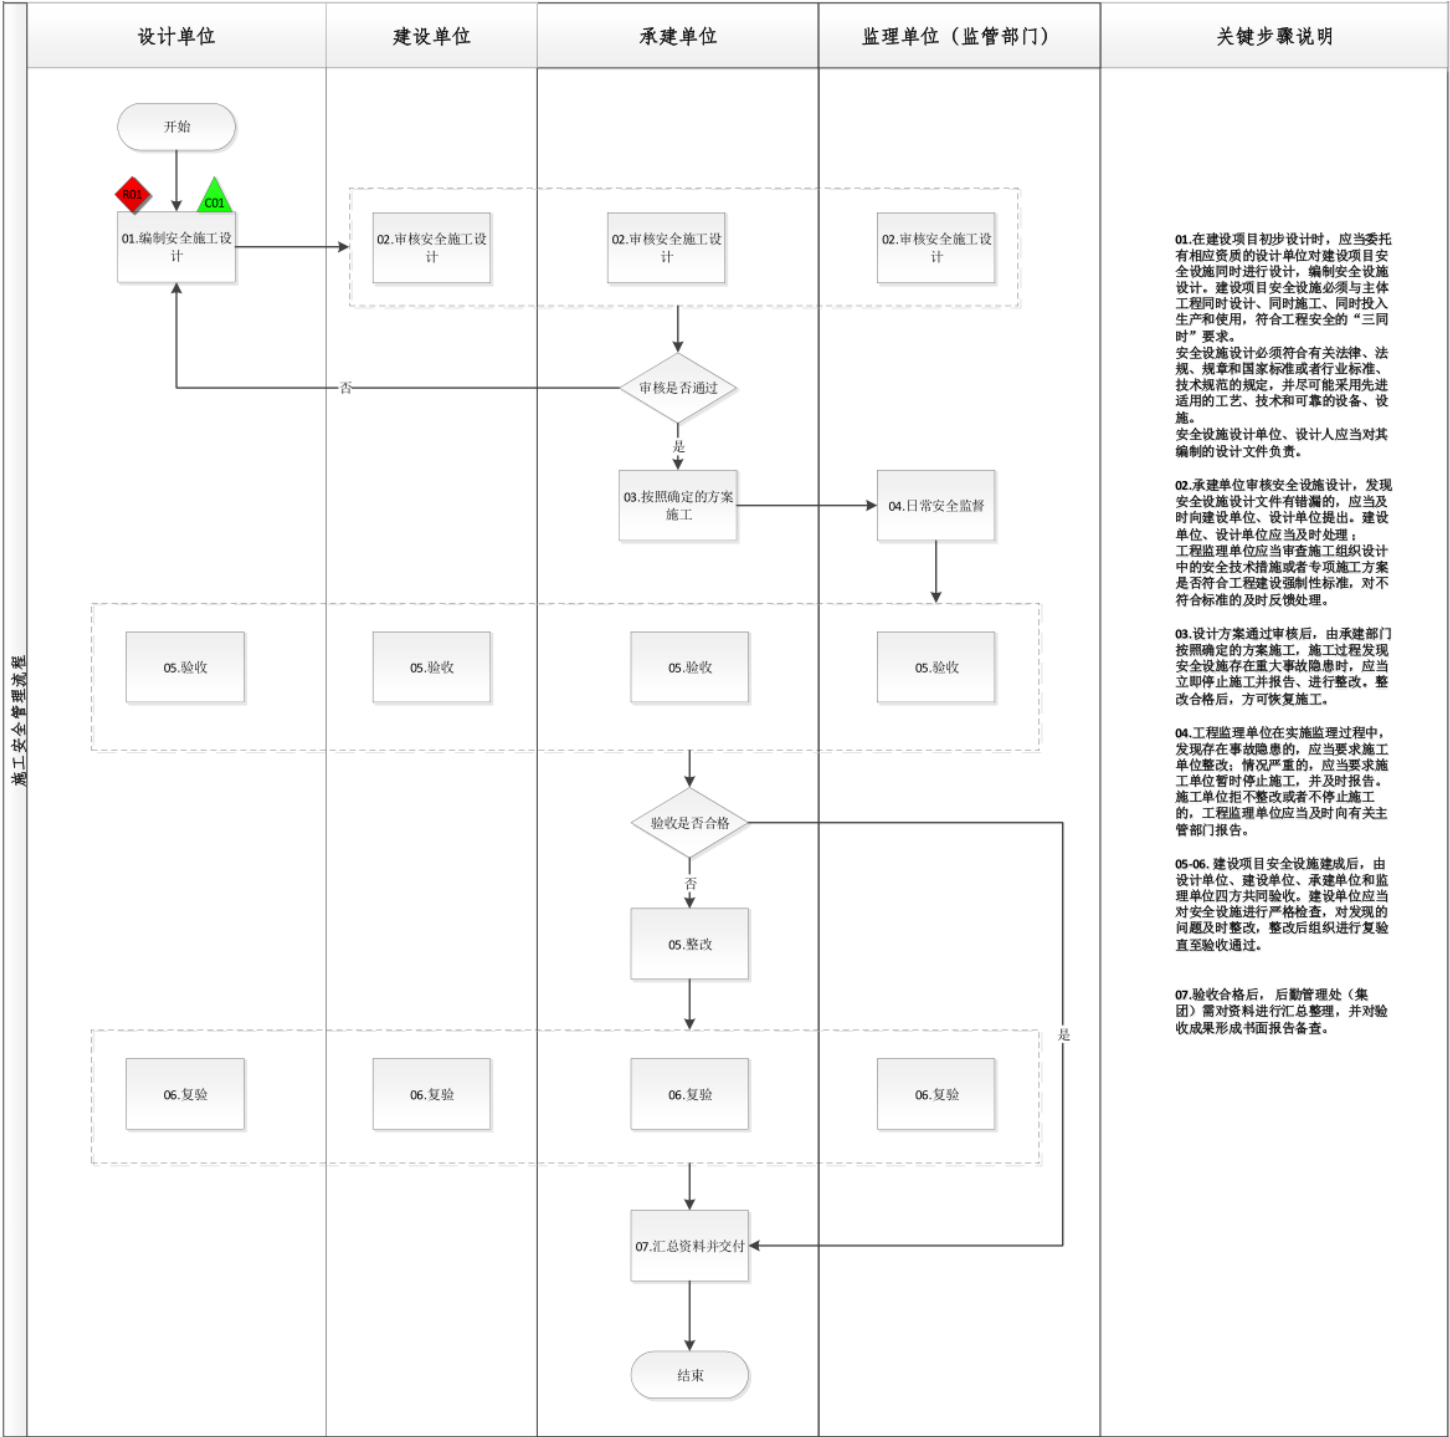 设计单位
建设单位
承建单位
监理单位（监管部门）
关键步骤说明
施工安全管理流程
开始
R01
C01
01.编制安全施工设
计
02.审核安全施工设
计
02.审核安全施工设
计
02.审核安全施工设
计
审核是否通过
否
是
03.按照确定的方案
施工
04.日常安全监督
05.验收
05.验收
05.验收
05.验收
验收是否合格
否
是
05.整改
06.复验
06.复验
06.复验
06.复验
07.汇总资料并交付
结束
01.在建设项目初步设计时，应当委托
有相应资质的设计单位对建设项目安
全设施同时进行设计，编制安全设施
设计。建设项目安全设施必须与主体
工程同时设计、同时施工、同时投入
生产和使用，符合工程安全的“三同
时”要求。
安全设施设计必须符合有关法律、法
规、规章和国家标准或者行业标准、
技术规范的规定，并尽可能采用先进
适用的工艺、技术和可靠的设备、设
施。
安全设施设计单位、设计人应当对其
编制的设计文件负责。
02.承建单位审核安全设施设计，发现
安全设施设计文件有错漏的，应当及
时向建设单位、设计单位提出。建设
单位、设计单位应当及时处理；
工程监理单位应当审查施工组织设计
中的安全技术措施或者专项施工方案
是否符合工程建设强制性标准，对不
符合标准的及时反馈处理。
03.设计方案通过审核后，由承建部门
按照确定的方案施工，施工过程发现
安全设施存在重大事故隐患时，应当
立即停止施工并报告、进行整改。整
改合格后，方可恢复施工。
04.工程监理单位在实施监理过程中，
发现存在事故隐患的，应当要求施工
单位整改；情况严重的，应当要求施
工单位暂时停止施工，并及时报告。
施工单位拒不整改或者不停止施工
的，工程监理单位应当及时向有关主
管部门报告。
05-06. 建设项目安全设施建成后，由
设计单位、建设单位、承建单位和监
理单位四方共同验收。建设单位应当
对安全设施进行严格检查，对发现的
问题及时整改，整改后组织进行复验
直至验收通过。
07.验收合格后， 后勤管理处（集
团）需对资料进行汇总整理，并对验
收成果形成书面报告备查。